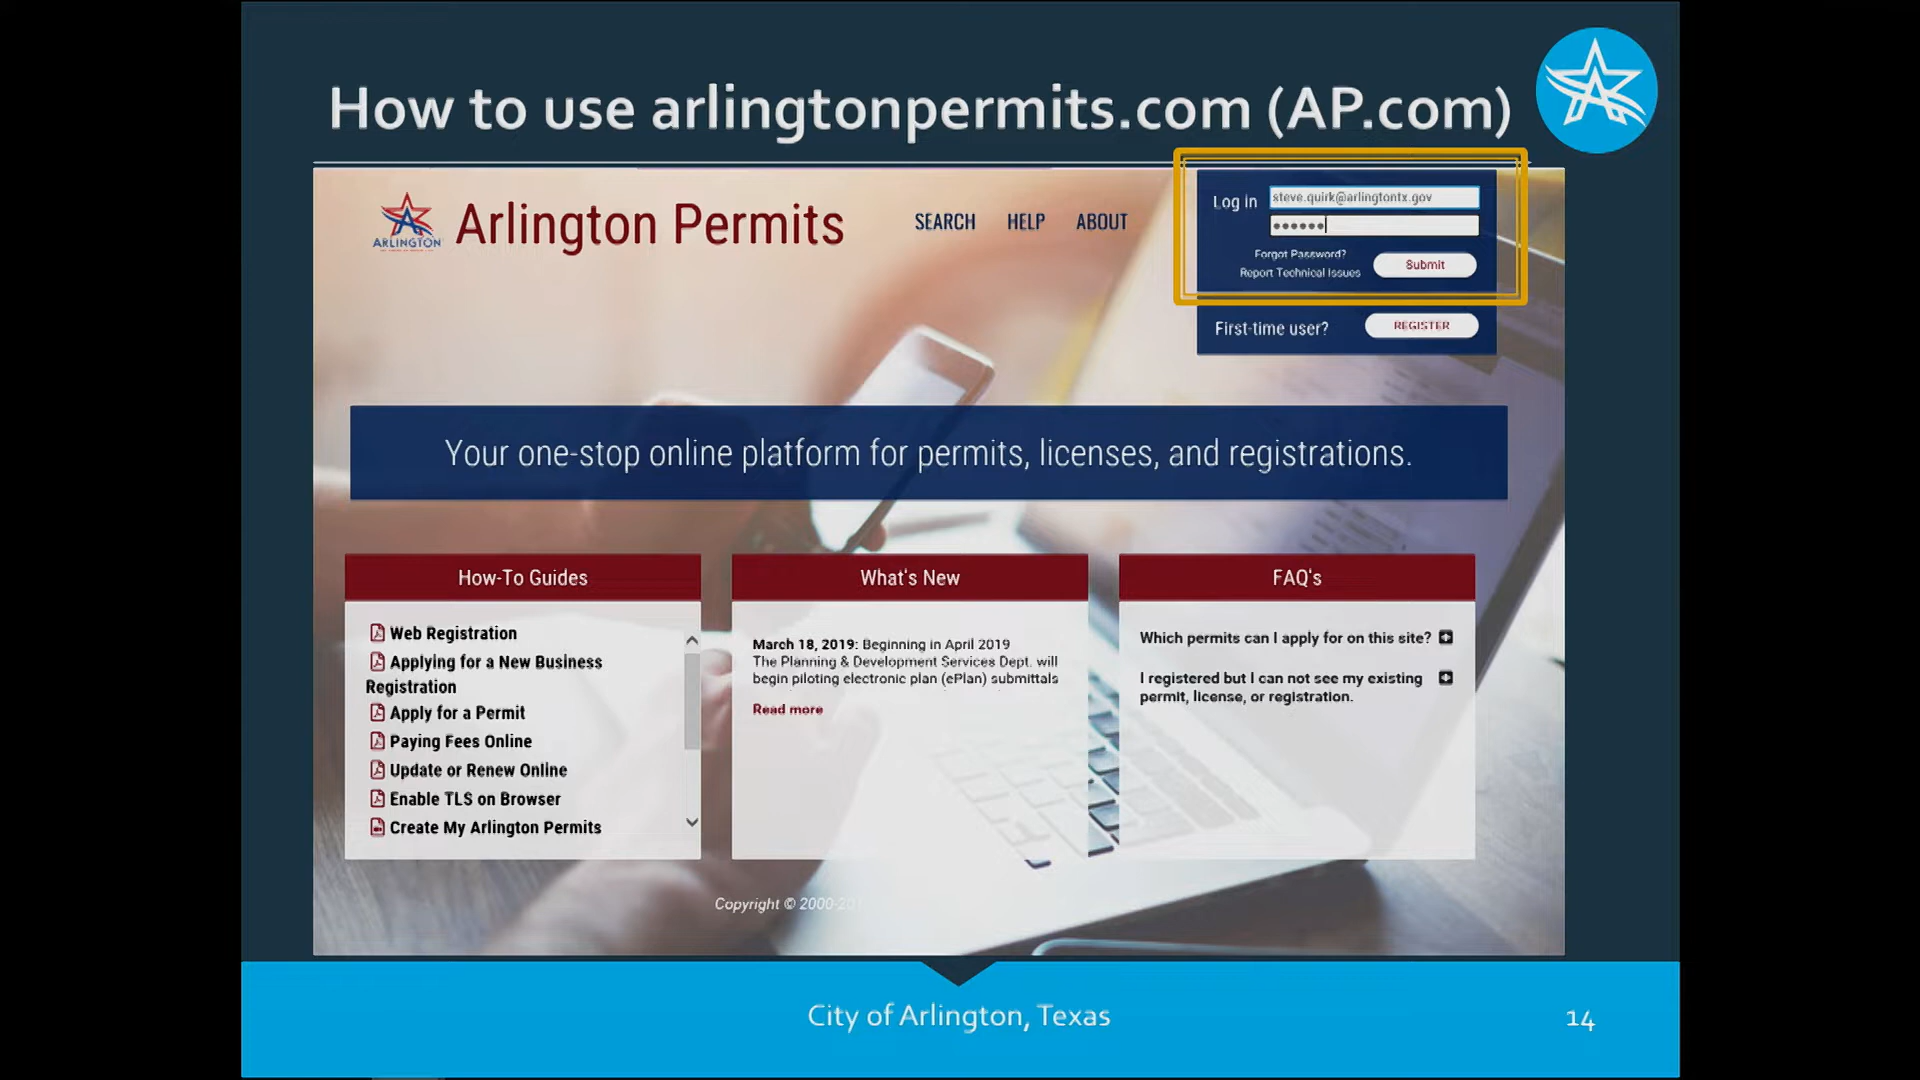 How to use arlingtonpermits.com (AP.com)
ARLINGTON
Arlington Permits
SEARCH HELP ABOUT
Log in steve.quirk@arlingtontx.gov
••••••
Forgot Password?
Report Technical Issues
Submit
First-time user? REGISTER
Your one-stop online platform for permits, licenses, and registrations.
How-To Guides
Web Registration
Applying for a New Business
Registration
Apply for a Permit
Paying Fees Online
Update or Renew Online
Enable TLS on Browser
Create My Arlington Permits
What's New
March 18, 2019: Beginning in April 2019
The Planning & Development Services Dept. will
begin piloting electronic plan (ePlan) submittals
Read more
FAQ's
Which permits can I apply for on this site?
I registered but I can not see my existing
permit, license, or registration.
Copyright ©
City of Arlington, Texas
14